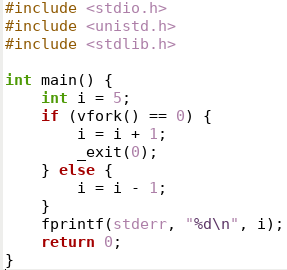 #include <stdio.h>
#include <unistd.h>
#include <stdlib.h>

int main() {
    int i = 5;
    if (vfork() == 0) {
        i = i + 1;
        _exit(0);
    } else {
        i = i - 1;
    }
    fprintf(stderr, "%d\n", i);
    return 0;
}